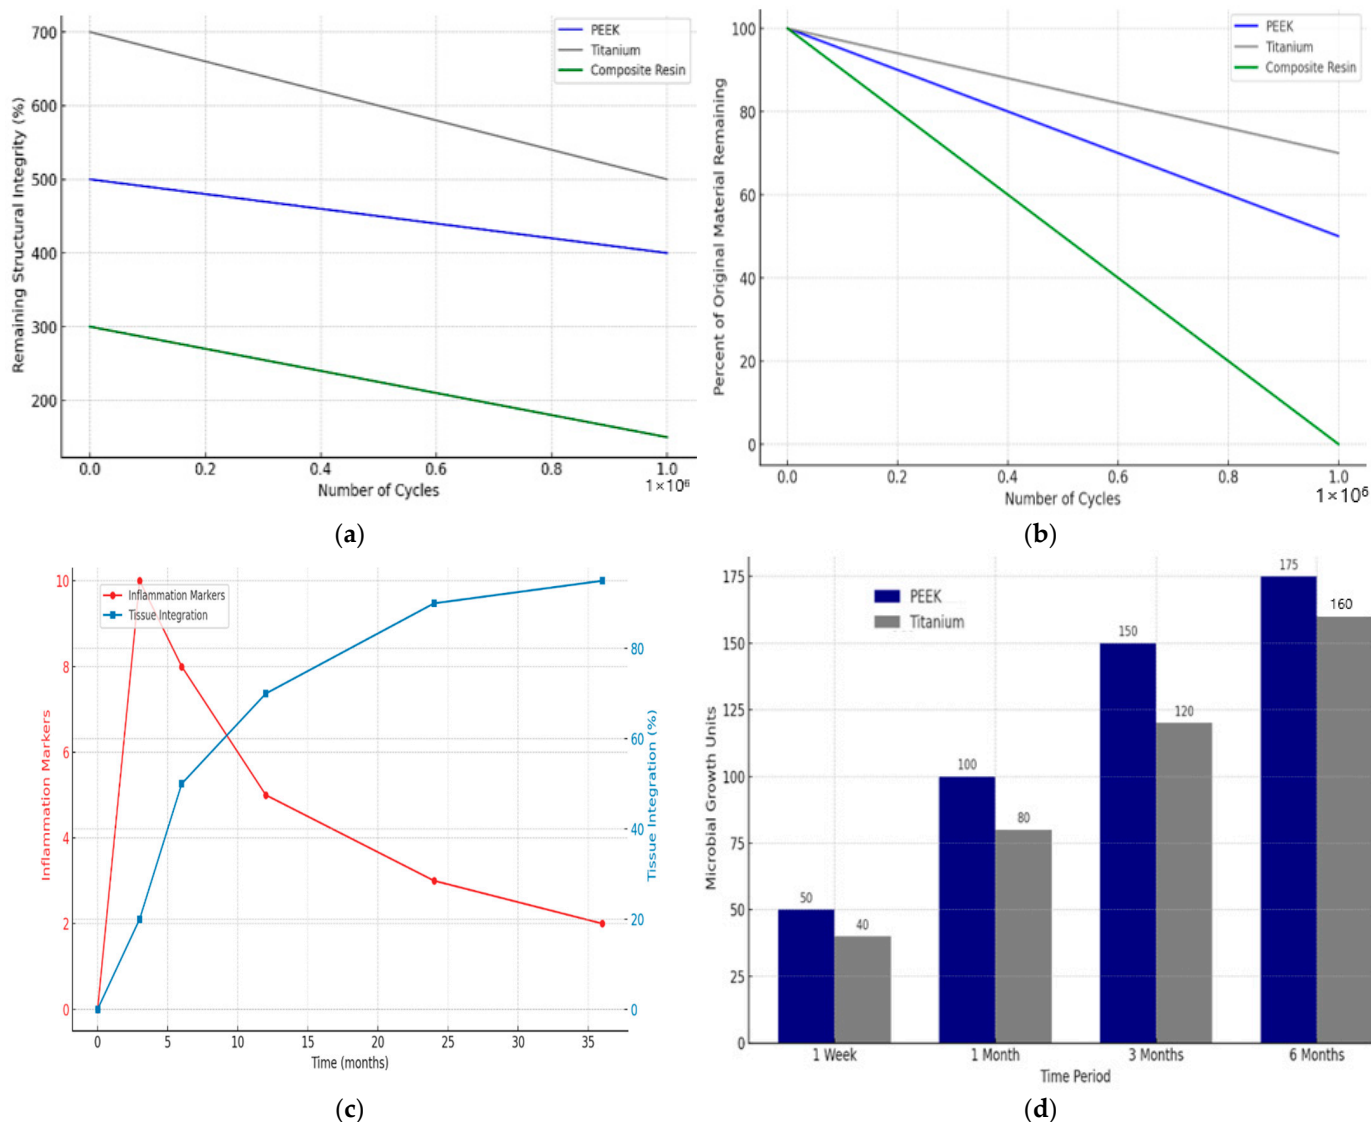 Remaining Structural Integrity (%)
700
600
500
400
300
200
PEEK
Titanium
Composite Resin
0.0 0.2 0.4 0.6 0.8 1.0
1×10⁶
Number of Cycles
(a)
Percent of Original Material Remaining
100
80
60
40
20
0
PEEK
Titanium
Composite Resin
0.0 0.2 0.4 0.6 0.8 1.0
Number of Cycles
1×10⁶
(b)
Inflammation Markers
10
8
6
4
2
0
Inflammation Markers
Tissue Integration
80
60
40
20
0
Tissue Integration (%)
0 5 10 15 20 25 30 35
Time (months)
(c)
Microbial Growth Units
175
150
125
100
75
50
25
0
PEEK
Titanium
50 40 100 80 150 120 175 160
1 Week 1 Month 3 Months 6 Months
Time Period
(d)